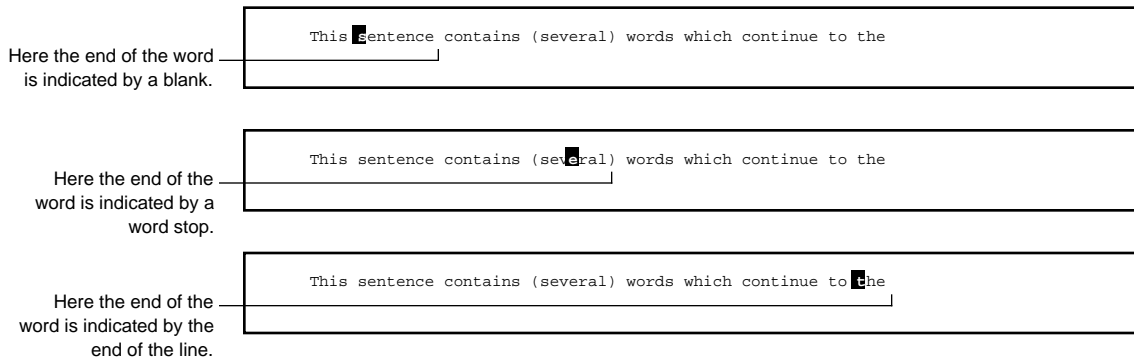 This sentence contains (several) words which continue to the
Here the end of the word
is indicated by a blank.
This sentence contains (several) words which continue to the
Here the end of the
word is indicated by a
word stop.
This sentence contains (several) words which continue to the
Here the end of the
word is indicated by the
end of the line.